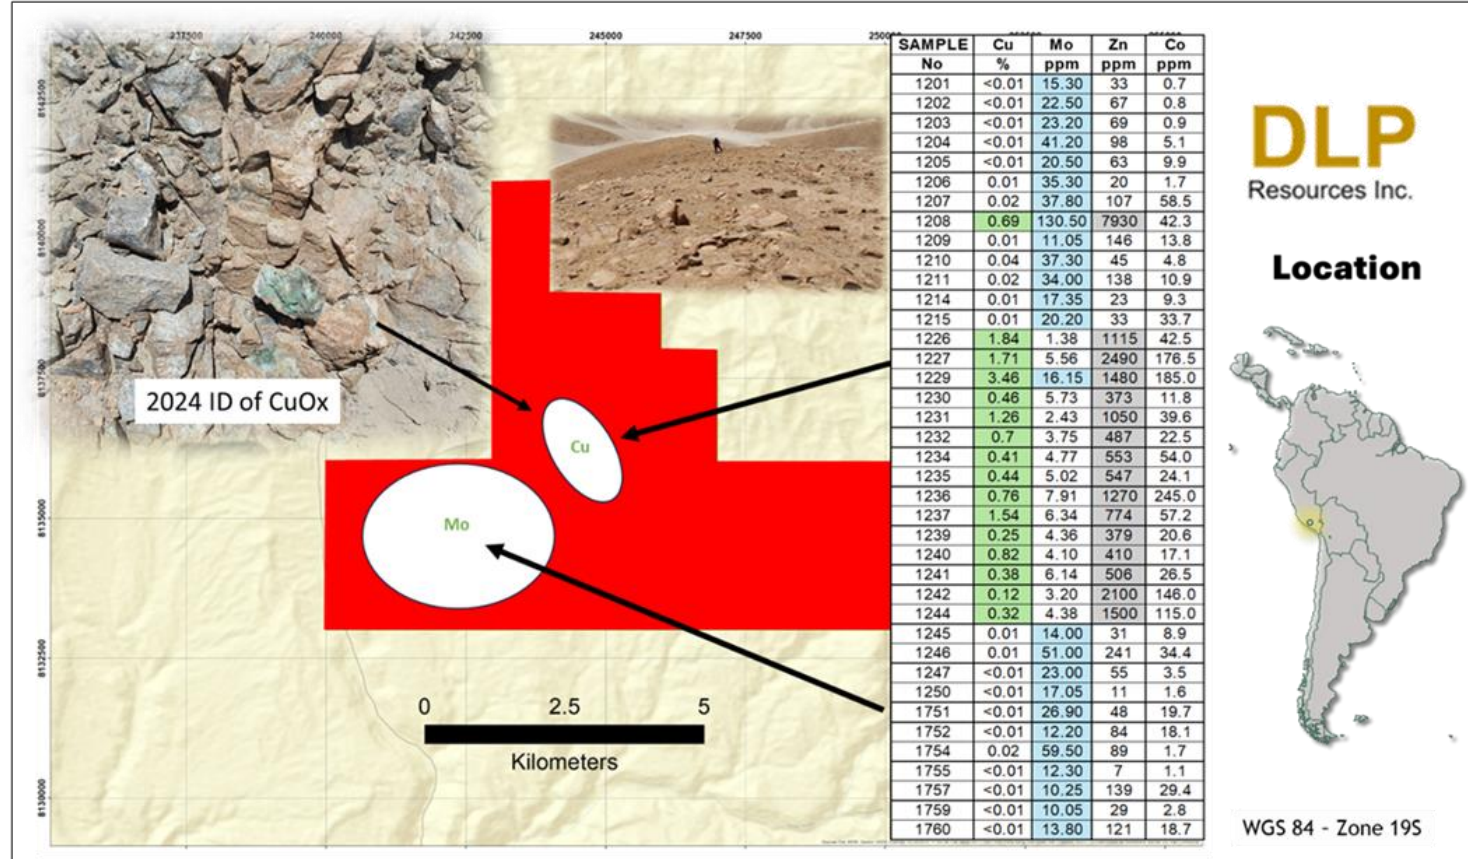 237500 240000 242500 245000 247500 250000
8142500
8140000
8137500
8135000
8132500
8130000
2024 ID of CuOx
Cu
Mo
0 2.5 5
Kilometers
SAMPLE No Cu % Mo ppm Zn ppm Co ppm
1201 <0.01 15.30 33 0.7
1202 <0.01 22.50 67 0.8
1203 <0.01 23.20 69 0.9
1204 <0.01 41.20 98 5.1
1205 <0.01 20.50 63 9.9
1206 0.01 35.30 20 1.7
1207 0.02 37.80 107 58.5
1208 0.69 130.50 7930 42.3
1209 0.01 11.05 146 13.8
1210 0.04 37.30 45 4.8
1211 0.02 34.00 138 10.9
1214 0.01 17.35 23 9.3
1215 0.01 20.20 33 33.7
1226 1.84 1.38 1115 42.5
1227 1.71 5.56 2490 176.5
1229 3.46 16.15 1480 185.0
1230 0.46 5.73 373 11.8
1231 1.26 2.43 1050 39.6
1232 0.7 3.75 487 22.5
1234 0.41 4.77 553 54.0
1235 0.44 5.02 547 24.1
1236 0.76 7.91 1270 245.0
1237 1.54 6.34 774 57.2
1239 0.25 4.36 379 20.6
1240 0.82 4.10 410 17.1
1241 0.38 6.14 506 26.5
1242 0.12 3.20 2100 146.0
1244 0.32 4.38 1500 115.0
1245 0.01 14.00 31 8.9
1246 0.01 51.00 241 34.4
1247 <0.01 23.00 55 3.5
1250 <0.01 17.05 11 1.6
1751 <0.01 26.90 48 19.7
1752 <0.01 12.20 84 18.1
1754 0.02 59.50 89 1.7
1755 <0.01 12.30 7 1.1
1757 <0.01 10.25 139 29.4
1759 <0.01 10.05 29 2.8
1760 <0.01 13.80 121 18.7
DLP
Resources Inc.
Location
WGS 84 - Zone 19S